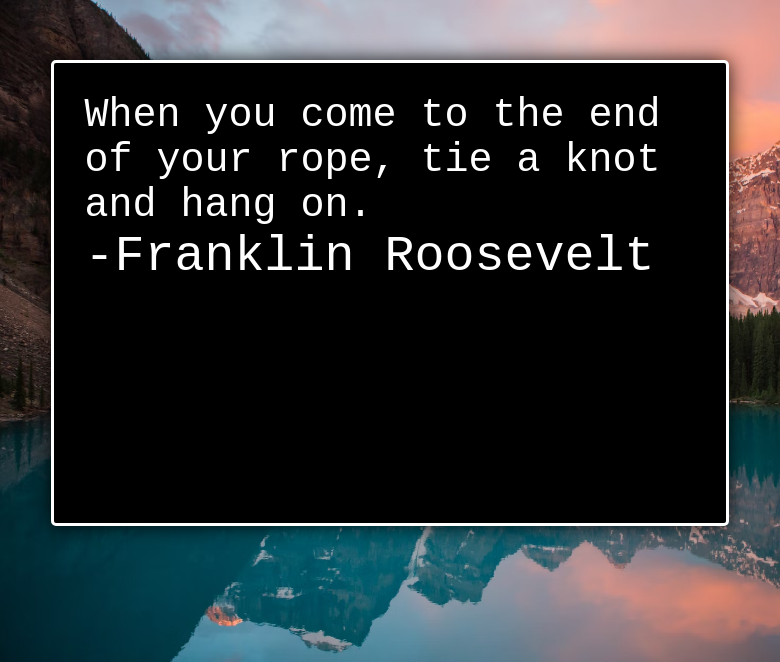 When you come to the end
of your rope, tie a knot
and hang on.
-Franklin Roosevelt